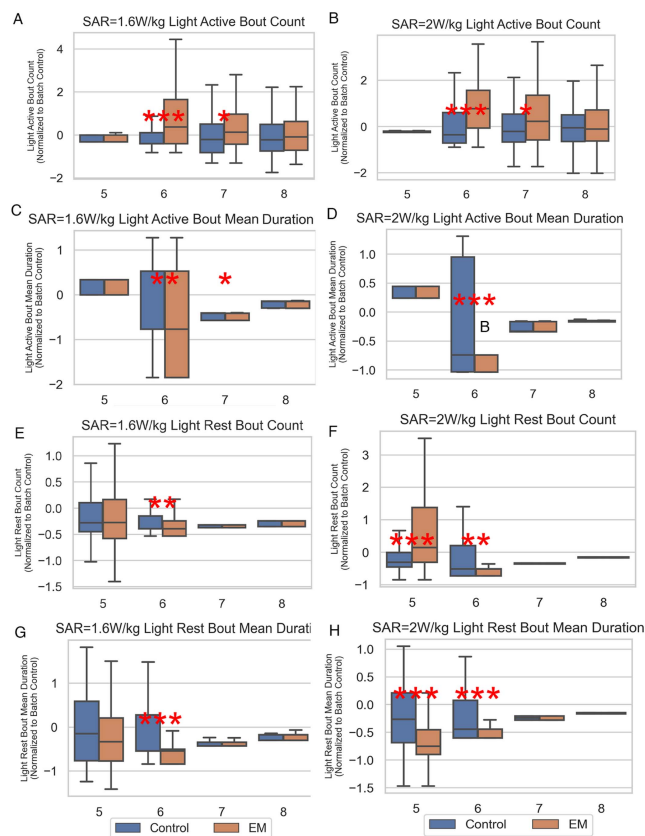 A
SAR=1.6W/kg Light Active Bout Count
Light Active Bout Count
(Normalized to Batch Control)
4
2
0
−2
***
*
5 6 7 8
B
SAR=2W/kg Light Active Bout Count
Light Active Bout Count
(Normalized to Batch Control)
2
0
−2
***
*
5 6 7 8
C
SAR=1.6W/kg Light Active Bout Mean Duration
Light Active Bout Mean Duration
(Normalized to Batch Control)
1
0
−1
−2
**
*
5 6 7 8
D
SAR=2W/kg Light Active Bout Mean Duration
Light Active Bout Mean Duration
(Normalized to Batch Control)
1.0
0.5
0.0
−0.5
−1.0
***
B
5 6 7 8
E
SAR=1.6W/kg Light Rest Bout Count
Light Rest Bout Count
(Normalized to Batch Control)
1.0
0.5
0.0
−0.5
−1.0
−1.5
**
5 6 7 8
F
SAR=2W/kg Light Rest Bout Count
Light Rest Bout Count
(Normalized to Batch Control)
3
2
1
0
−1
***
**
5 6 7 8
G
SAR=1.6W/kg Light Rest Bout Mean Durati
Light Rest Bout Mean Duration
(Normalized to Batch Control)
1
0
−1
***
5 6 7 8
Control EM
H
SAR=2W/kg Light Rest Bout Mean Duration
Light Rest Bout Mean Duration
(Normalized to Batch Control)
1.0
0.5
0.0
−0.5
−1.0
−1.5
***
***
5 6 7 8
Control EM